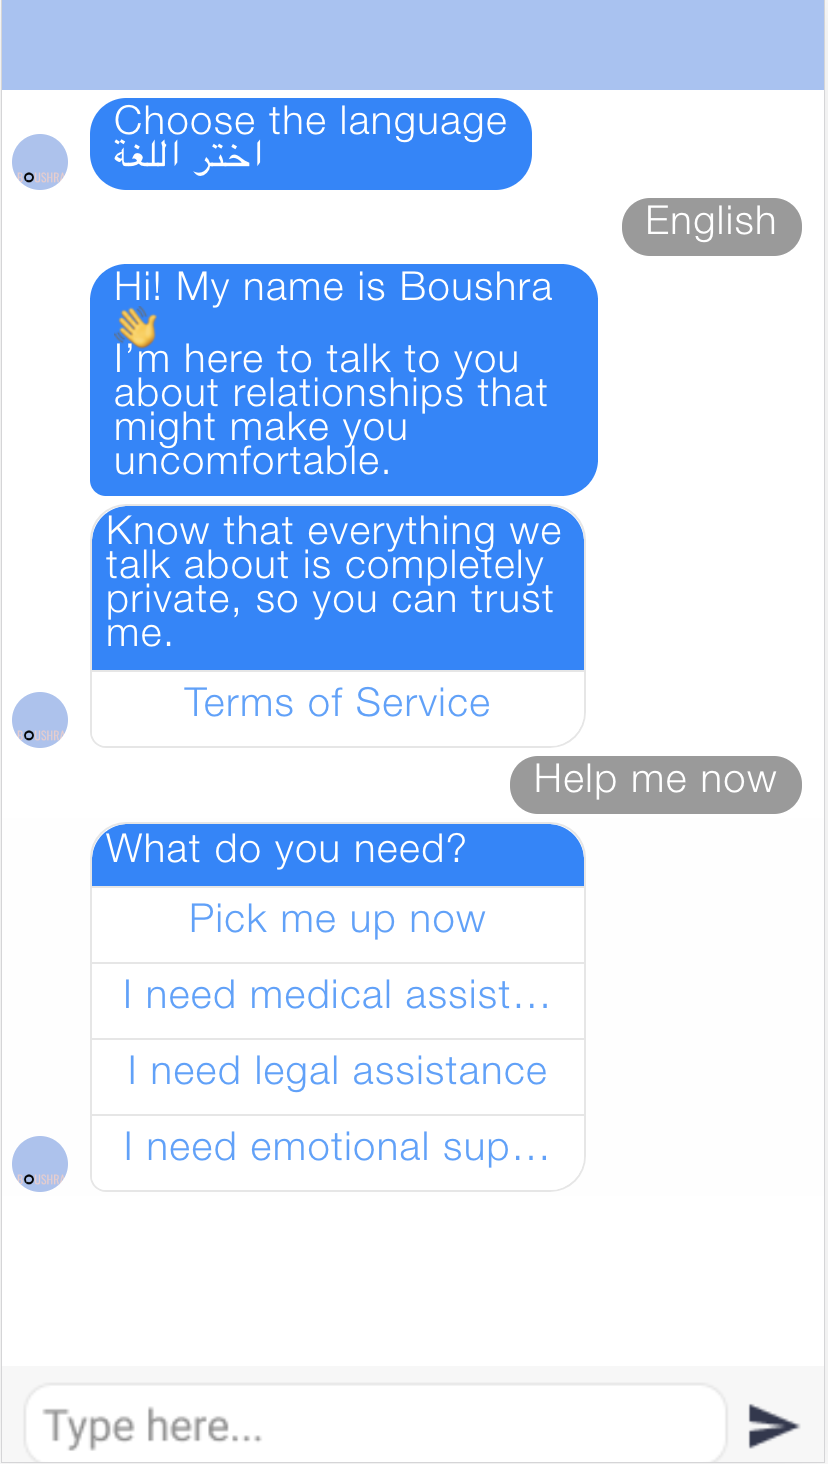 Choose the language
اختر اللغة
English
Hi! My name is Boushra
👋
I'm here to talk to you
about relationships that
might make you
uncomfortable.
Know that everything we
talk about is completely
private, so you can trust
me.
Terms of Service
Help me now
What do you need?
Pick me up now
I need medical assist...
I need legal assistance
I need emotional sup...
Type here...